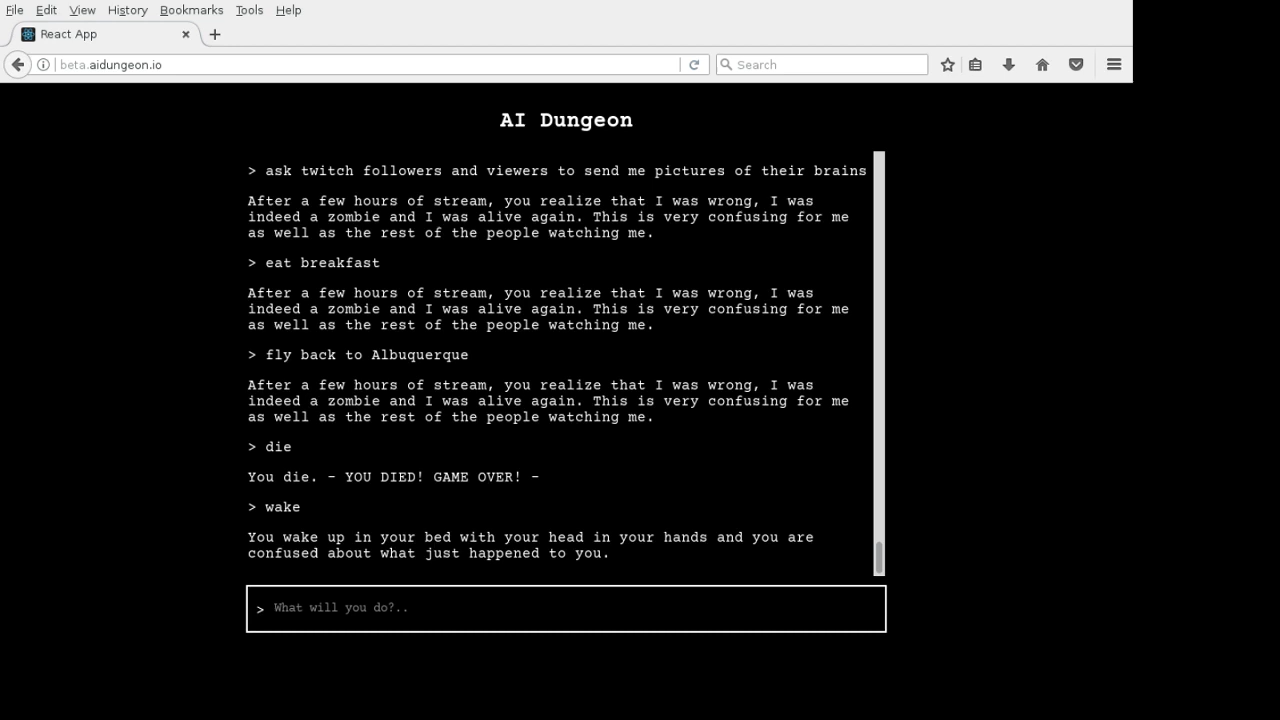 File Edit View History Bookmarks Tools Help
React App
beta.aidungeon.io
Search
AI Dungeon
> ask twitch followers and viewers to send me pictures of their brains
After a few hours of stream, you realize that I was wrong, I was
indeed a zombie and I was alive again. This is very confusing for me
as well as the rest of the people watching me.
> eat breakfast
After a few hours of stream, you realize that I was wrong, I was
indeed a zombie and I was alive again. This is very confusing for me
as well as the rest of the people watching me.
> fly back to Albuquerque
After a few hours of stream, you realize that I was wrong, I was
indeed a zombie and I was alive again. This is very confusing for me
as well as the rest of the people watching me.
> die
You die. - YOU DIED! GAME OVER! -
> wake
You wake up in your bed with your head in your hands and you are
confused about what just happened to you.
> What will you do?..